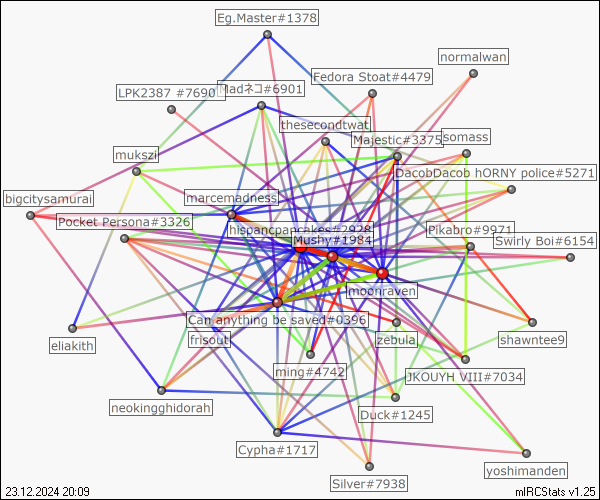 Eg.Master#1378
normalwan
Fedora Stoat#4479
Madネコ#6901
LPK2387 #7690
thesecondtwat
Majestic#3375
somass
mukszi
DacobDacob hORNY police#5271
bigcitysamurai
marcemadness
Pocket Persona#3326
hispancpancakes#2928
Pikabro#9971
Mushy#1984
Swirly Boi#6154
moonraven
Can anything be saved#0396
frisout
zebula
shawntee9
eliakith
ming#4742
JKOUYH VIII#7034
neokingghidorah
Duck#1245
Cypha#1717
yoshimanden
Silver#7938
23.12.2024 20:09
mIRCStats v1.25